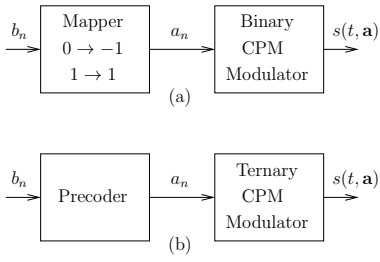 b_n
Mapper
0 → −1
1 → 1
a_n
Binary
CPM
Modulator
s(t, a)
(a)
b_n
Precoder
a_n
Ternary
CPM
Modulator
s(t, a)
(b)